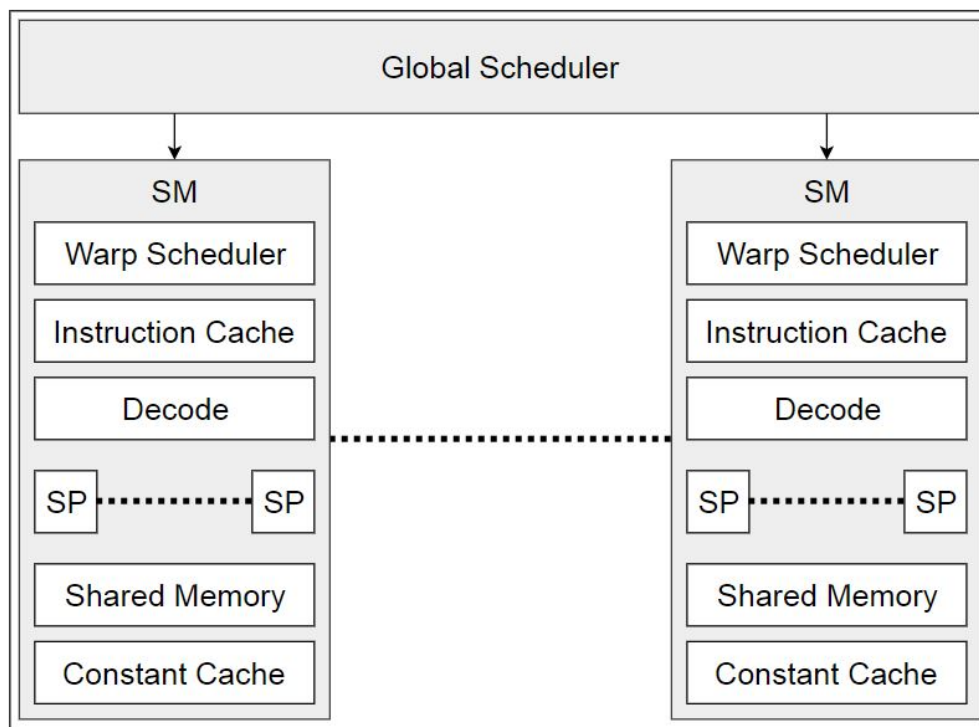 Global Scheduler
SM
Warp Scheduler
Instruction Cache
Decode
SP SP
Shared Memory
Constant Cache
SM
Warp Scheduler
Instruction Cache
Decode
SP SP
Shared Memory
Constant Cache